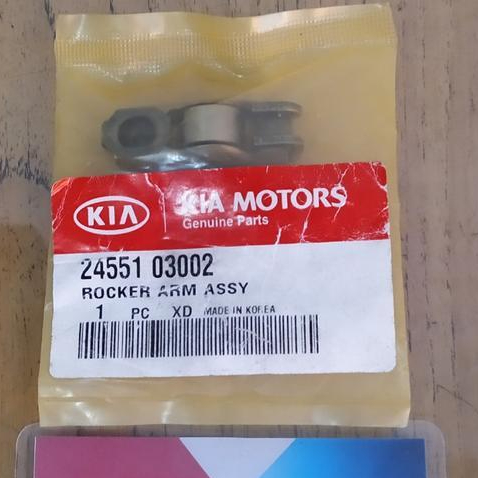 KIA
KIA MOTORS
Genuine Parts
24551 03002
ROCKER ARM ASSY
1 PC XD MADE IN KOREA